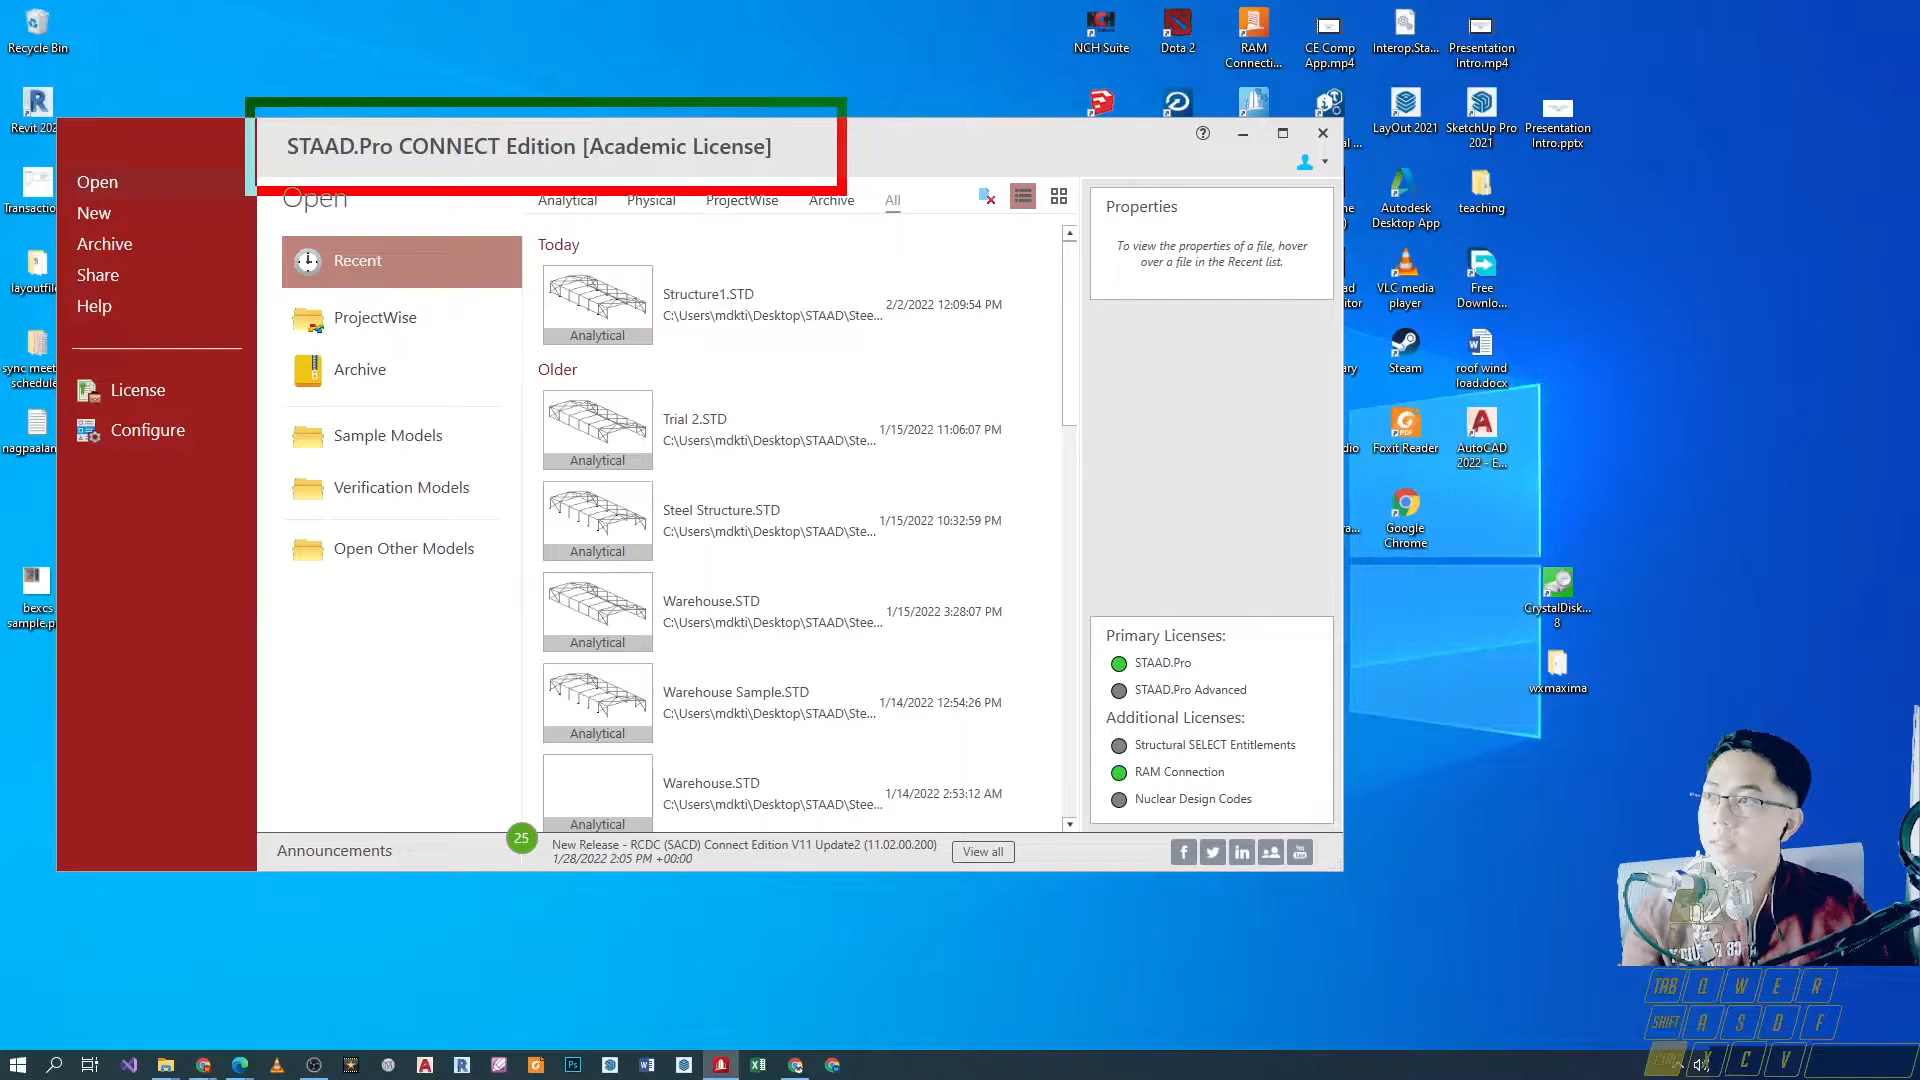 Recycle Bin
Revit 202
Transactio
layoutfil
sync meet
schedule
nagpaalan
bexcs
sample.p
NCH Suite
Dota 2
RAM
Connecti...
CE Comp
App.mp4
Interop.Sta...
Presentation
Intro.mp4
LayOut 2021
SketchUp Pro
2021
Presentation
Intro.pptx
Autodesk
Desktop App
teaching
VLC media
player
Free
Downlo...
Steam
roof wind
load.docx
Foxit Reader
AutoCAD
2022 - E...
Google
Chrome
CrystalDisk...
8
wxmaxima
STAAD.Pro CONNECT Edition [Academic License]
Open
New
Archive
Share
Help
License
Configure
Open
Recent
ProjectWise
Archive
Sample Models
Verification Models
Open Other Models
Analytical
Physical
ProjectWise
Archive
All
Today
Structure1.STD
C:\Users\mdkti\Desktop\STAAD\Stee...
2/2/2022 12:09:54 PM
Analytical
Older
Trial 2.STD
C:\Users\mdkti\Desktop\STAAD\Ste...
1/15/2022 11:06:07 PM
Analytical
Steel Structure.STD
C:\Users\mdkti\Desktop\STAAD\Ste...
1/15/2022 10:32:59 PM
Analytical
Warehouse.STD
C:\Users\mdkti\Desktop\STAAD\Stee...
1/15/2022 3:28:07 PM
Analytical
Warehouse Sample.STD
C:\Users\mdkti\Desktop\STAAD\Ste...
1/14/2022 12:54:26 PM
Analytical
Warehouse.STD
C:\Users\mdkti\Desktop\STAAD\Stee...
1/14/2022 2:53:12 AM
Analytical
Properties
To view the properties of a file, hover
over a file in the Recent list.
Primary Licenses:
STAAD.Pro
STAAD.Pro Advanced
Additional Licenses:
Structural SELECT Entitlements
RAM Connection
Nuclear Design Codes
Announcements
25
New Release - RCDC (SACD) Connect Edition V11 Update2 (11.02.00.200)
1/28/2022 2:05 PM +00:00
View all
TAB Q W E R
SHIFT A S D F
X C V